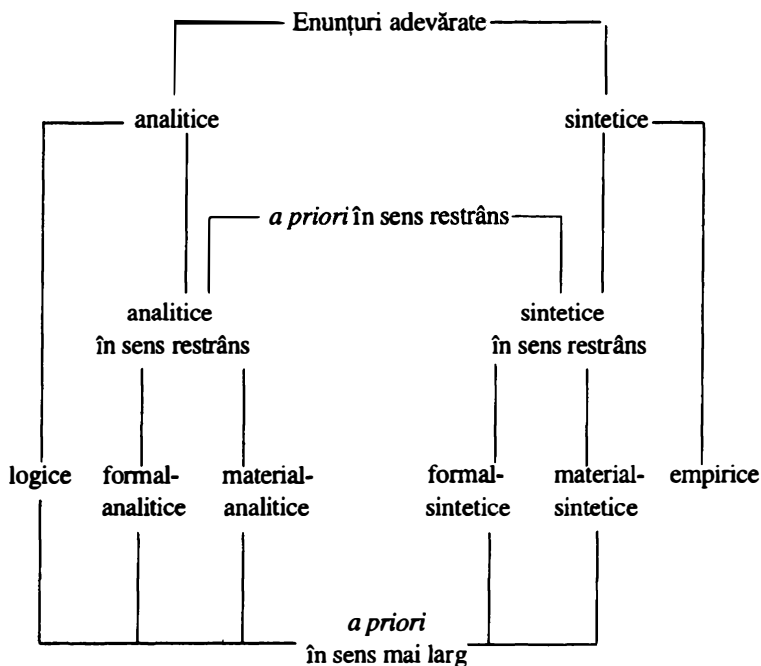 Enunțuri adevărate
analitice sintetice
a priori în sens restrâns
analitice
în sens restrâns
sintetice
în sens restrâns
logice
formal-
analitice
material-
analitice
formal-
sintetice
material-
sintetice
empirice
a priori
în sens mai larg